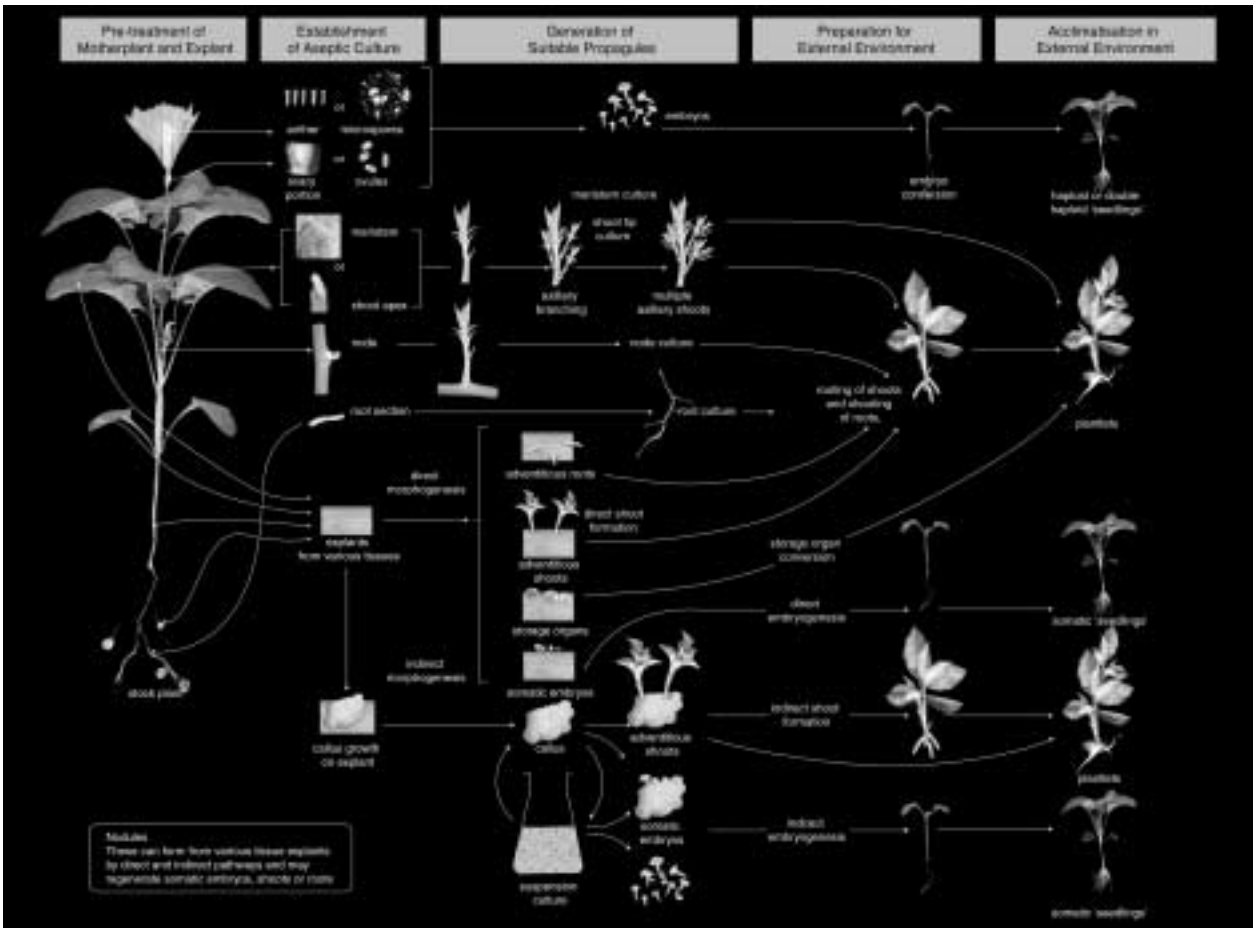 Pre-treatment of
Motherplant and Explant
Establishment
of Aseptic Culture
Generation of
Suitable Propagules
Preparation for
External Environment
Acclimatisation in
External Environment
anther
or
microspores
ovary
portion
or
ovules
embryos
embryo
conversion
haploid or double
haploid 'seedlings'
meristem
or
shoot apex
meristem culture
shoot tip
culture
axillary
branching
multiple
axillary shoots
node
node culture
root section
root culture
rooting of shoots
and shooting
of roots
plantlets
direct
morphogenesis
adventitious roots
explants
from various tissues
direct shoot
formation
adventitious
shoots
storage organ
conversion
storage organs
direct
embryogenesis
somatic 'seedlings'
indirect
morphogenesis
somatic embryos
stock plant
callus growth
on explant
callus
adventitious
shoots
indirect shoot
formation
plantlets
somatic
embryos
indirect
embryogenesis
suspension
culture
somatic 'seedlings'
Nodules
These can form from various tissue explants
by direct and indirect pathways and may
regenerate somatic embryos, shoots or roots